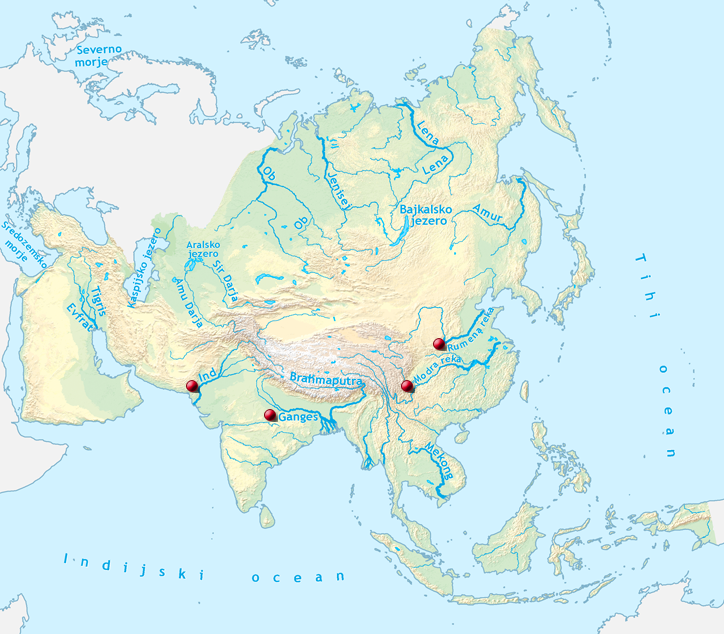 Severno
morje
Lena
Lena
Ob
Jenisej
Ob
Bajkalsko
jezero
Amur
Sredozemsko
morje
Kaspijsko jezero
Aralsko
jezero
Sir Darja
Amu Darja
Tigris
Evfrat
Tihi ocean
Rumena reka
Modra reka
Ind
Brahmaputra
Ganges
Mekong
Indijski ocean